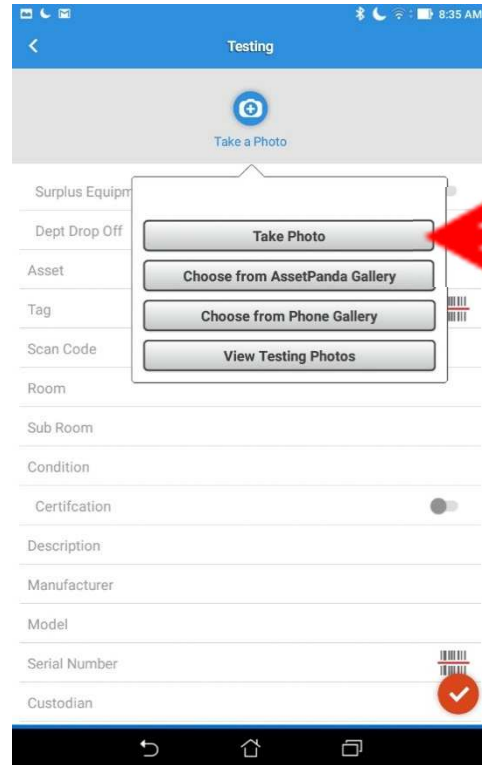 8:35 AM
Testing
Take a Photo
Surplus Equipm
Dept Drop Off
Take Photo
Asset
Choose from AssetPanda Gallery
Tag
Choose from Phone Gallery
Scan Code
View Testing Photos
Room
Sub Room
Condition
Certifcation
Description
Manufacturer
Model
Serial Number
Custodian